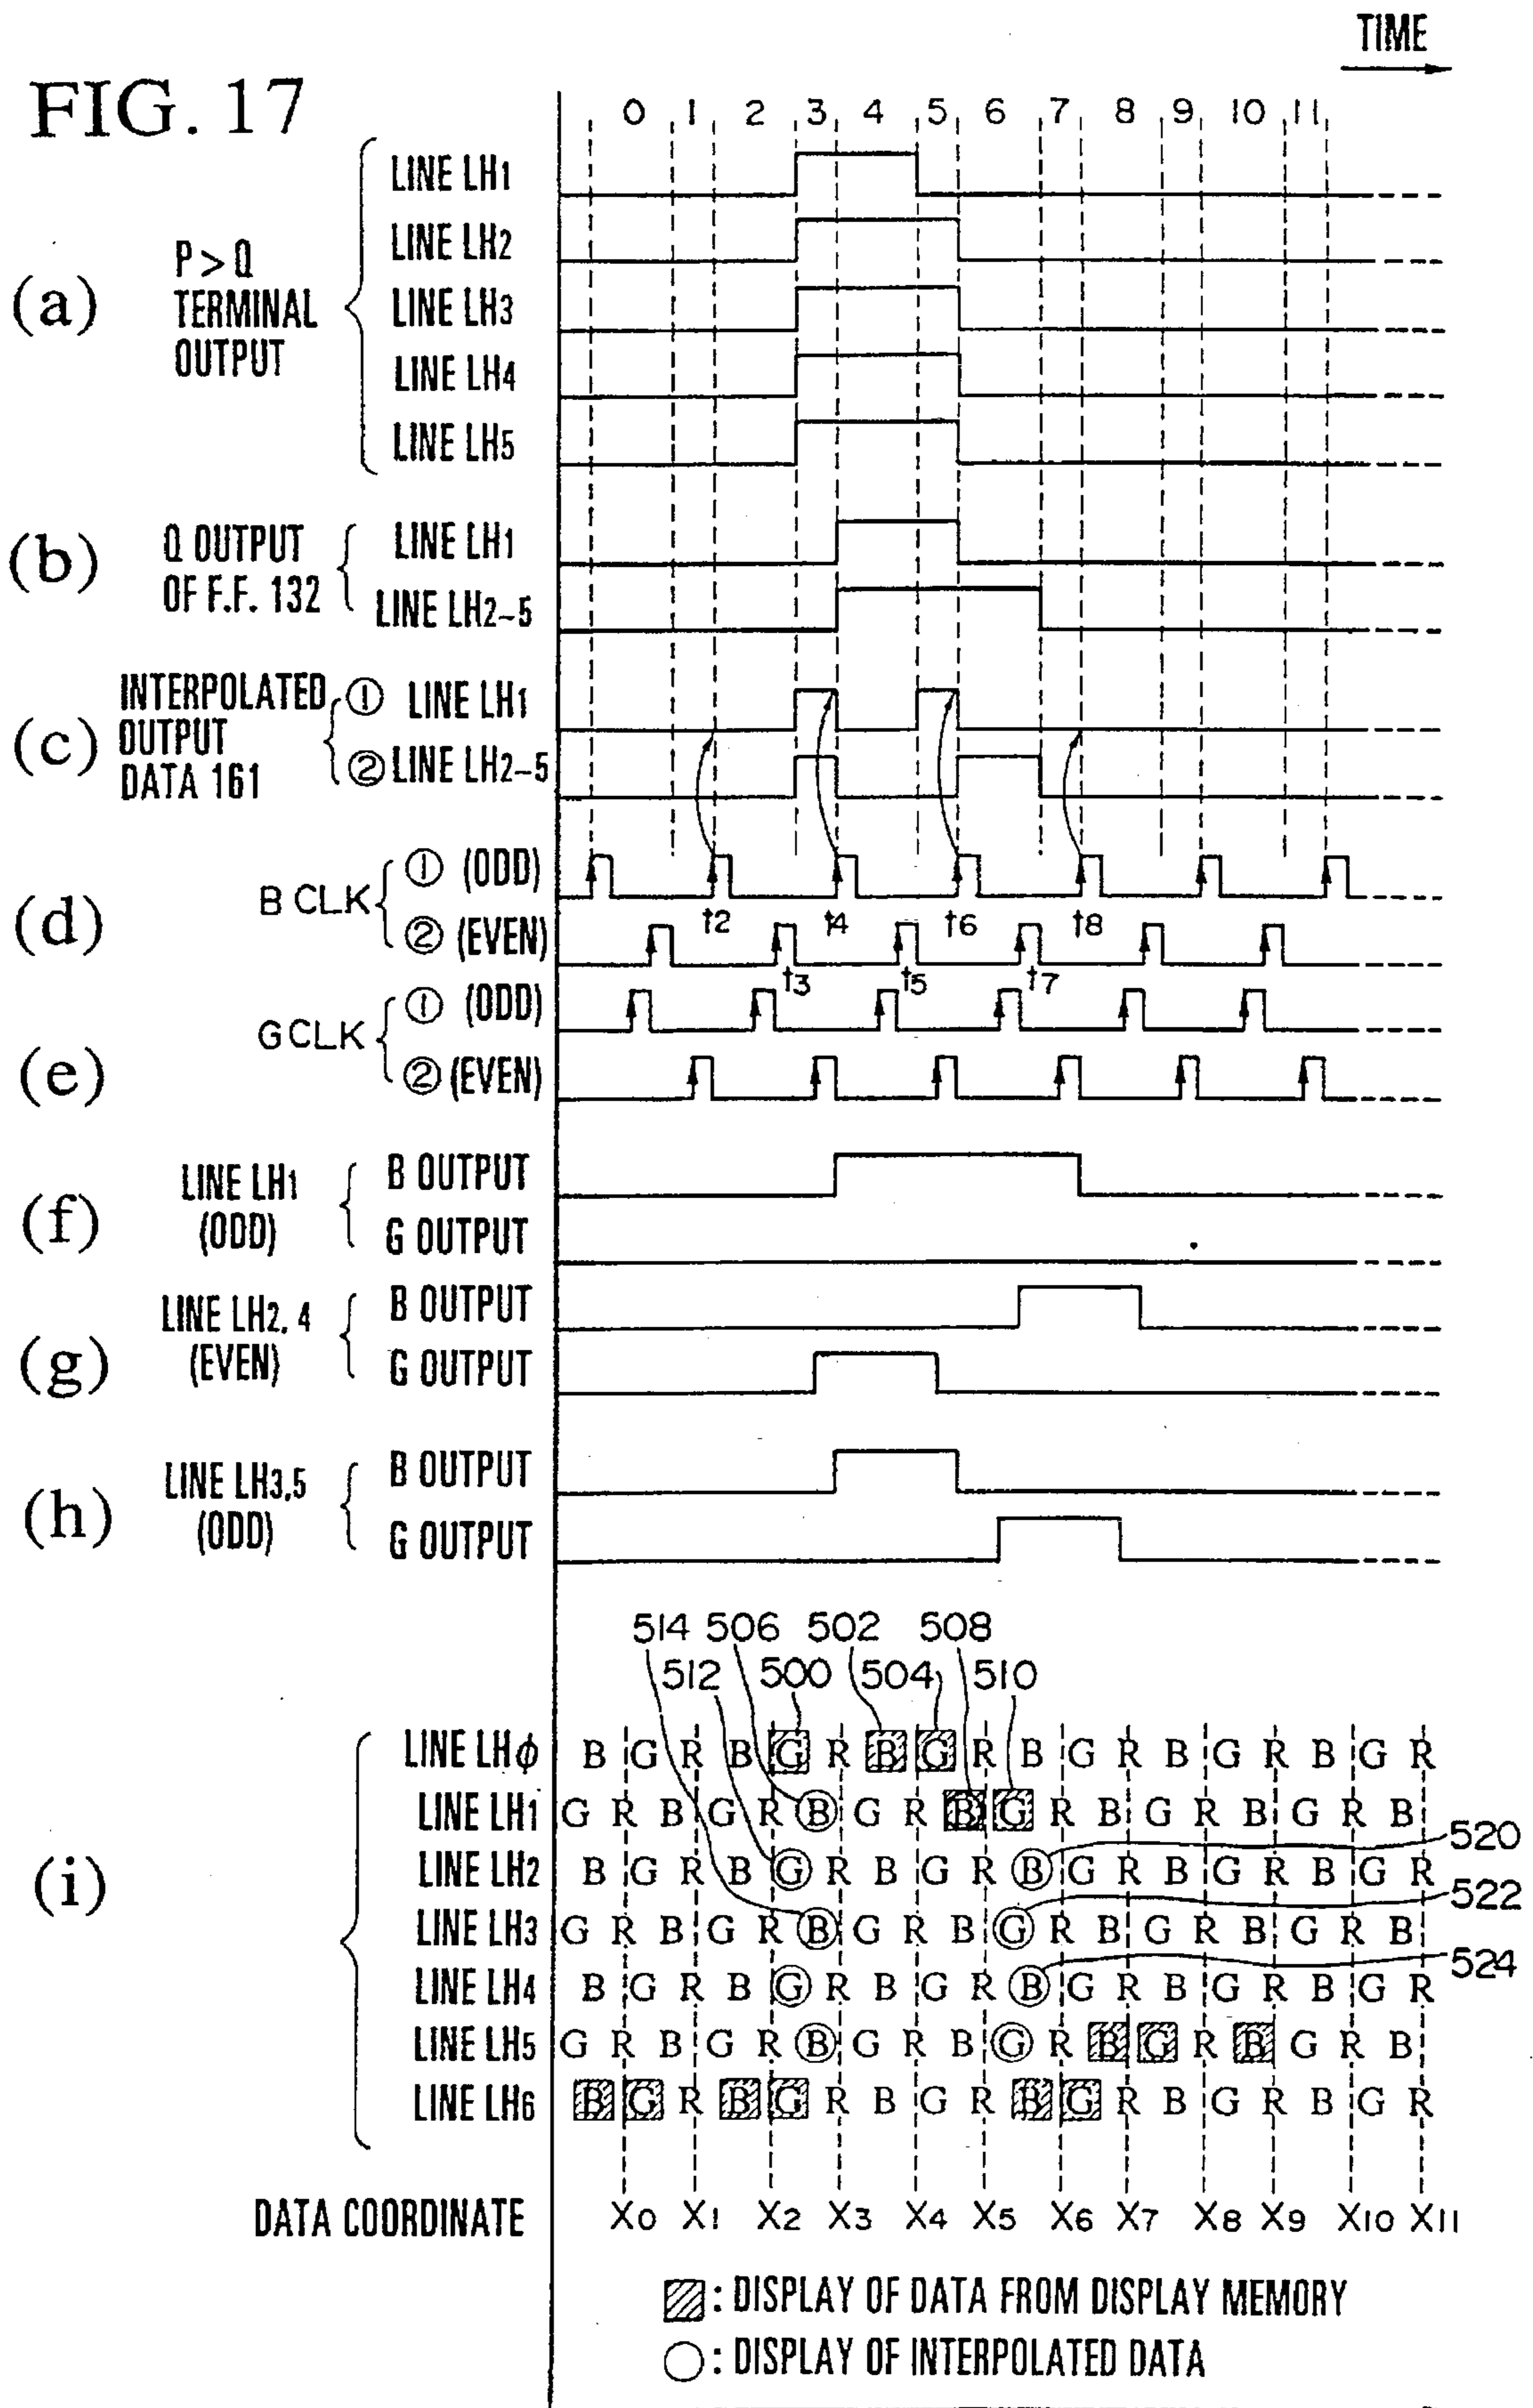 TIME
FIG. 17
0 1 2 3 4 5 6 7 8 9 10 11
(a) P > Q TERMINAL OUTPUT
LINE LH1
LINE LH2
LINE LH3
LINE LH4
LINE LH5
(b) Q OUTPUT OF F.F. 132
LINE LH1
LINE LH2~5
(c) INTERPOLATED OUTPUT DATA 161
① LINE LH1
② LINE LH2~5
(d) B CLK
① (ODD)
t2 t4 t6 t8
② (EVEN)
t3 t5 t7
(e) G CLK
① (ODD)
② (EVEN)
(f) LINE LH1 (ODD)
B OUTPUT
G OUTPUT
(g) LINE LH2, 4 (EVEN)
B OUTPUT
G OUTPUT
(h) LINE LH3,5 (ODD)
B OUTPUT
G OUTPUT
514 506 502 508
512 500 504 510
(i)
LINE LHϕ B G R B G R B G R B G R B G R B G R
LINE LH1 G R B G R B G R B G R B G R B G R B
520
LINE LH2 B G R B G R B G R B G R B G R B G R
522
LINE LH3 G R B G R B G R B G R B G R B G R B
524
LINE LH4 B G R B G R B G R B G R B G R B G R
LINE LH5 G R B G R B G R B G R B G R B G R B
LINE LH6 B G R B G R B G R B G R B G R B G R
DATA COORDINATE X0 X1 X2 X3 X4 X5 X6 X7 X8 X9 X10 X11
: DISPLAY OF DATA FROM DISPLAY MEMORY
: DISPLAY OF INTERPOLATED DATA